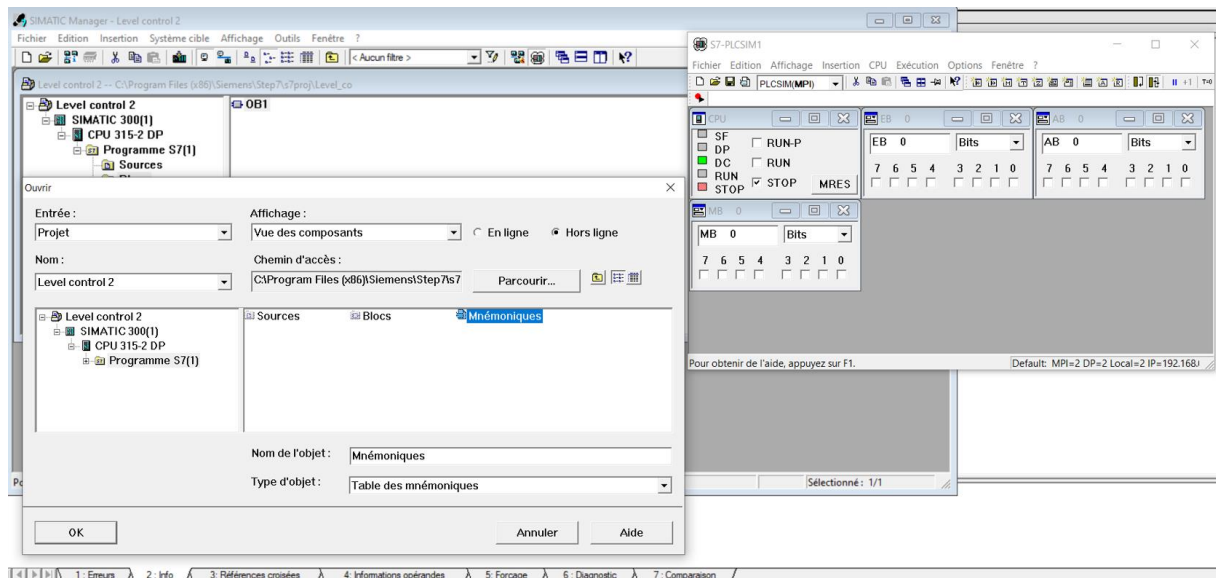 SIMATIC Manager - Level control 2
Fichier Edition Insertion Système cible Affichage Outils Fenêtre ?
< Aucun filtre >
Level control 2 -- C:\Program Files (x86)\Siemens\Step7\s7proj\Level_co
Level control 2
SIMATIC 300(1)
CPU 315-2 DP
Programme S7(1)
Sources
OB1
Ouvrir
Entrée :
Projet
Affichage :
Vue des composants
En ligne
Hors ligne
Nom :
Level control 2
Chemin d'accès :
C:\Program Files (x86)\Siemens\Step7\s7
Parcourir...
Level control 2
SIMATIC 300(1)
CPU 315-2 DP
Programme S7(1)
Sources Blocs Mnémoniques
Nom de l'objet : Mnémoniques
Type d'objet : Table des mnémoniques
OK Annuler Aide
Sélectionné : 1/1
S7-PLCSIM1
Fichier Edition Affichage Insertion CPU Exécution Options Fenêtre ?
PLCSIM(MPI)
+1 T=0
CPU
SF
DP
DC
RUN
STOP
RUN-P
RUN
STOP
MRES
EB 0
EB 0 Bits
7 6 5 4 3 2 1 0
AB 0
AB 0 Bits
7 6 5 4 3 2 1 0
MB 0
MB 0 Bits
7 6 5 4 3 2 1 0
Pour obtenir de l'aide, appuyez sur F1.
Default: MPI=2 DP=2 Local=2 IP=192.168.
1 : Erreurs 2 : Info 3: Références croisées 4: Informations opérandes 5: Forçage 6 : Diagnostic 7 : Comparaison